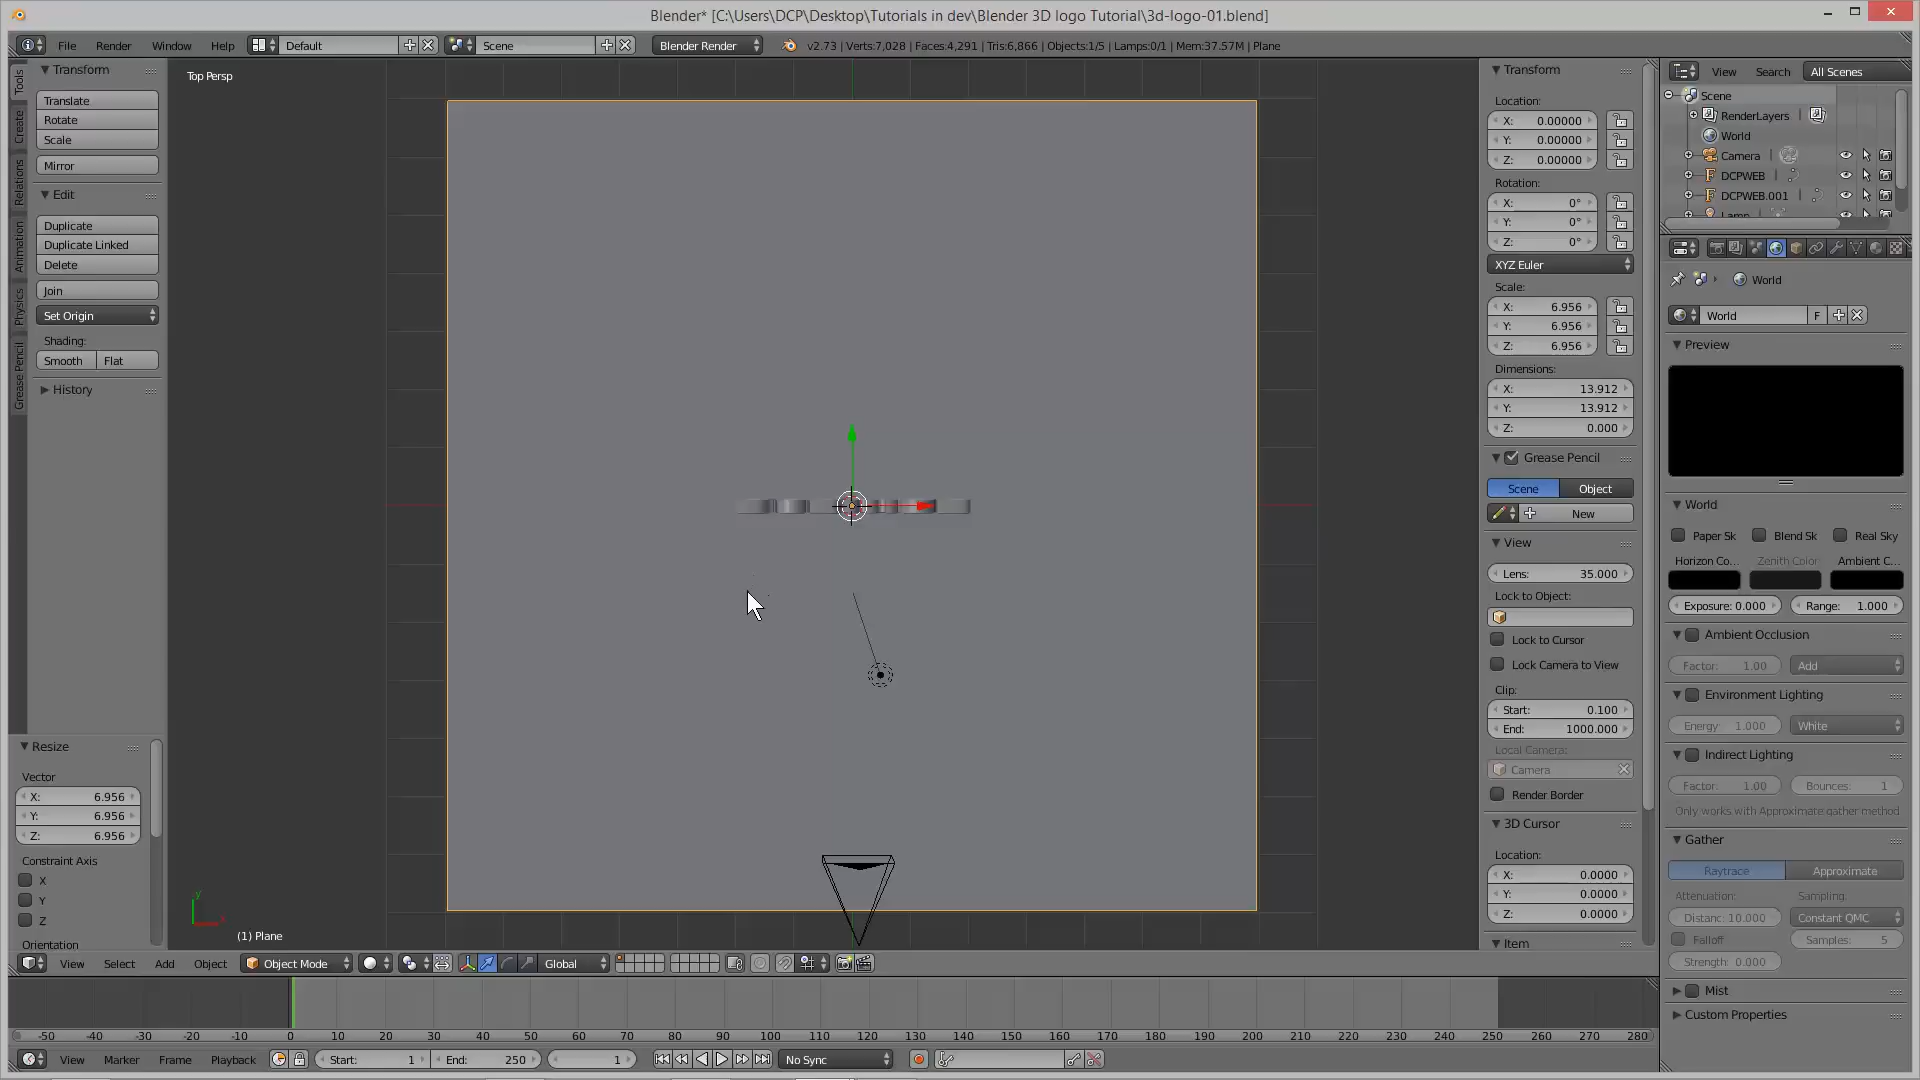 Blender* [C:\Users\DCP\Desktop\Tutorials in dev\Blender 3D logo Tutorial\3d-logo-01.blend]
File Render Window Help Default Scene Blender Render v2.73 | Verts:7,028 | Faces:4,291 | Tris:6,866 | Objects:1/5 | Lamps:0/1 | Mem:37.57M | Plane
Tools
Create
Relations
Animation
Physics
Grease Pencil
Transform
Translate
Rotate
Scale
Mirror
Edit
Duplicate
Duplicate Linked
Delete
Join
Set Origin
Shading:
Smooth Flat
History
Resize
Vector
X: 6.956
Y: 6.956
Z: 6.956
Constraint Axis
X
Y
Z
Orientation
Top Persp
y
x
(1) Plane
Transform
Location:
X: 0.00000
Y: 0.00000
Z: 0.00000
Rotation:
X: 0°
Y: 0°
Z: 0°
XYZ Euler
Scale:
X: 6.956
Y: 6.956
Z: 6.956
Dimensions:
X: 13.912
Y: 13.912
Z: 0.000
Grease Pencil
Scene Object
New
View
Lens: 35.000
Lock to Object:
Lock to Cursor
Lock Camera to View
Clip:
Start: 0.100
End: 1000.000
Local Camera:
Camera
Render Border
3D Cursor
Location:
X: 0.0000
Y: 0.0000
Z: 0.0000
Item
View Search All Scenes
Scene
RenderLayers
World
Camera
DCPWEB
DCPWEB.001
Lamp
World
World F
Preview
World
Paper Sk Blend Sk Real Sky
Horizon Co... Zenith Color Ambient C...
Exposure: 0.000 Range: 1.000
Ambient Occlusion
Factor: 1.00 Add
Environment Lighting
Energy: 1.000 White
Indirect Lighting
Factor: 1.00 Bounces: 1
Only works with Approximate gather method
Gather
Raytrace Approximate
Attenuation: Sampling:
Distanc: 10.000 Constant QMC
Falloff Samples: 5
Strength: 0.000
Mist
Custom Properties
View Select Add Object Object Mode Global
-50 -40 -30 -20 -10 0 10 20 30 40 50 60 70 80 90 100 110 120 130 140 150 160 170 180 190 200 210 220 230 240 250 260 270 280
View Marker Frame Playback Start: 1 End: 250 1 No Sync